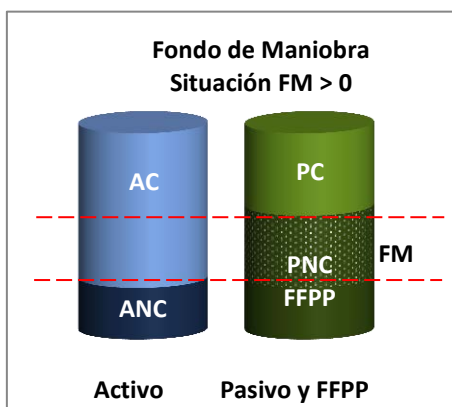 Fondo de Maniobra
Situación FM > 0
AC
PC
PNC
FM
FFPP
ANC
Activo
Pasivo y FFPP